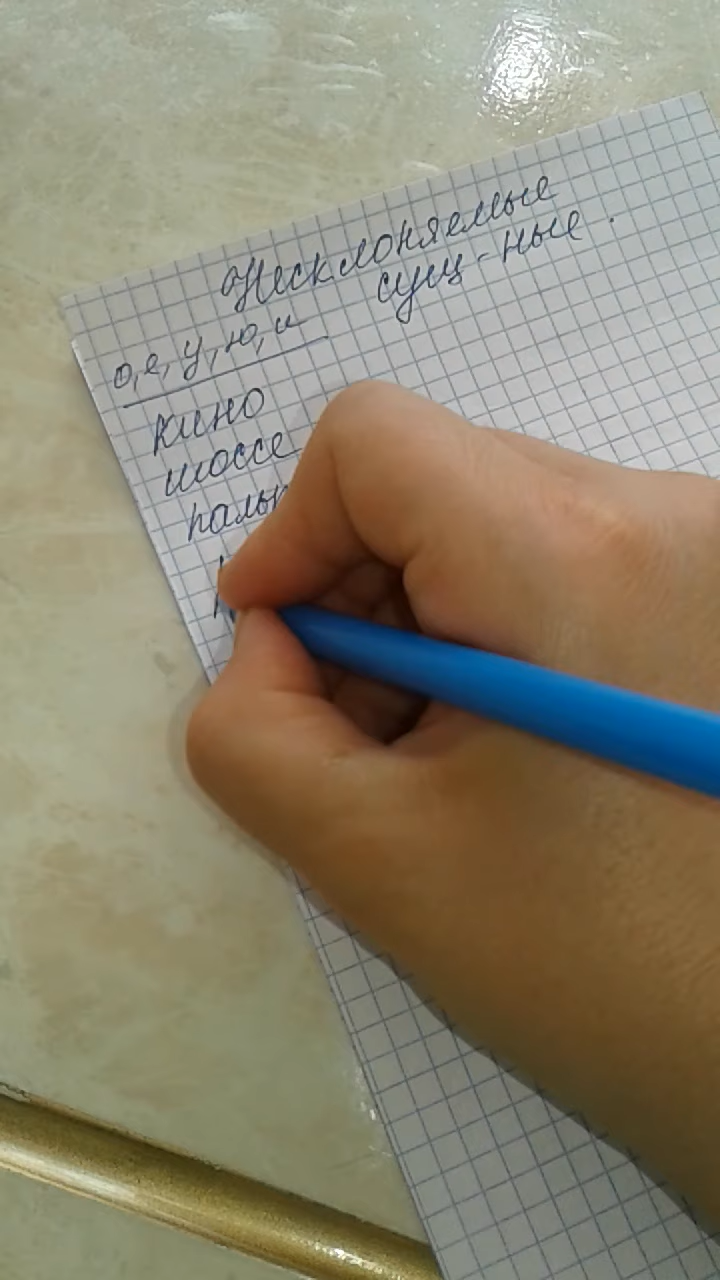 Несклоняемые
сущ-ные.
о, е, у, ю, и
кино
шоссе